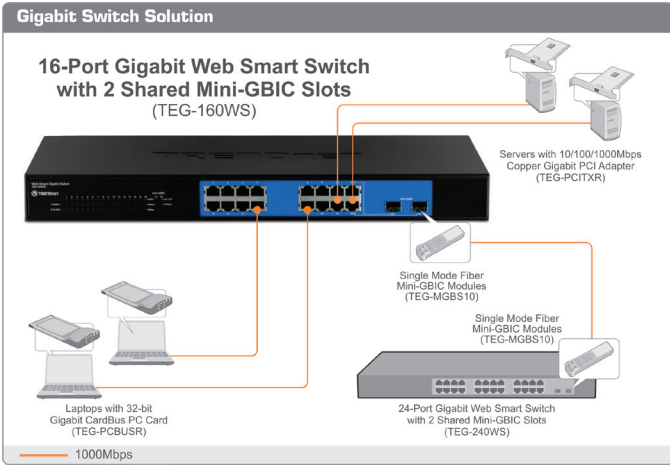 Gigabit Switch Solution
16-Port Gigabit Web Smart Switch
with 2 Shared Mini-GBIC Slots
(TEG-160WS)
Servers with 10/100/1000Mbps
Copper Gigabit PCI Adapter
(TEG-PCITXR)
TRENDnet
Single Mode Fiber
Mini-GBIC Modules
(TEG-MGBS10)
Single Mode Fiber
Mini-GBIC Modules
(TEG-MGBS10)
Laptops with 32-bit
Gigabit CardBus PC Card
(TEG-PCBUSR)
24-Port Gigabit Web Smart Switch
with 2 Shared Mini-GBIC Slots
(TEG-240WS)
1000Mbps